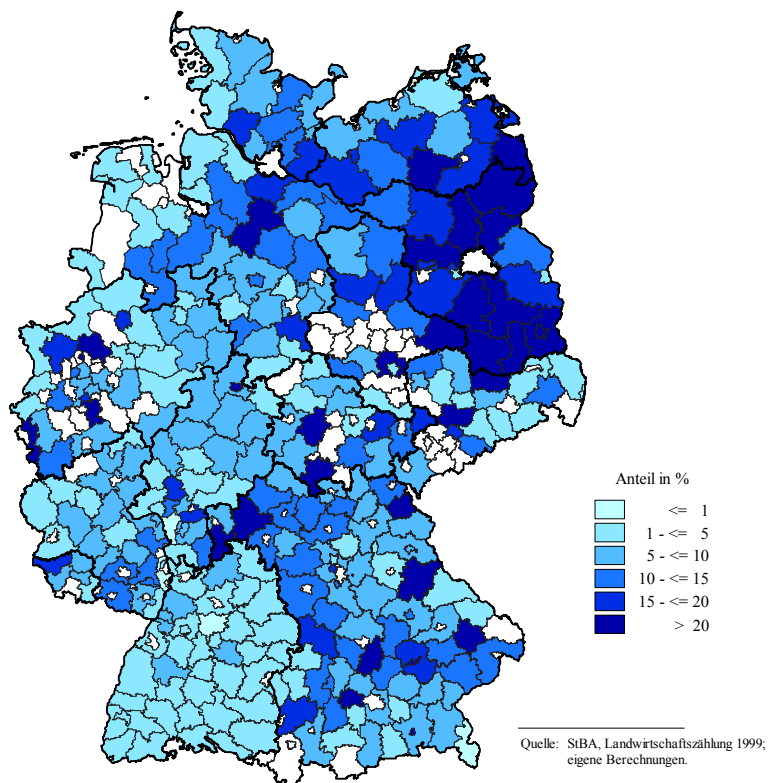 Anteil in %
<= 1
1 - <= 5
5 - <= 10
10 - <= 15
15 - <= 20
> 20
Quelle: StBA, Landwirtschaftszählung 1999;
eigene Berechnungen.